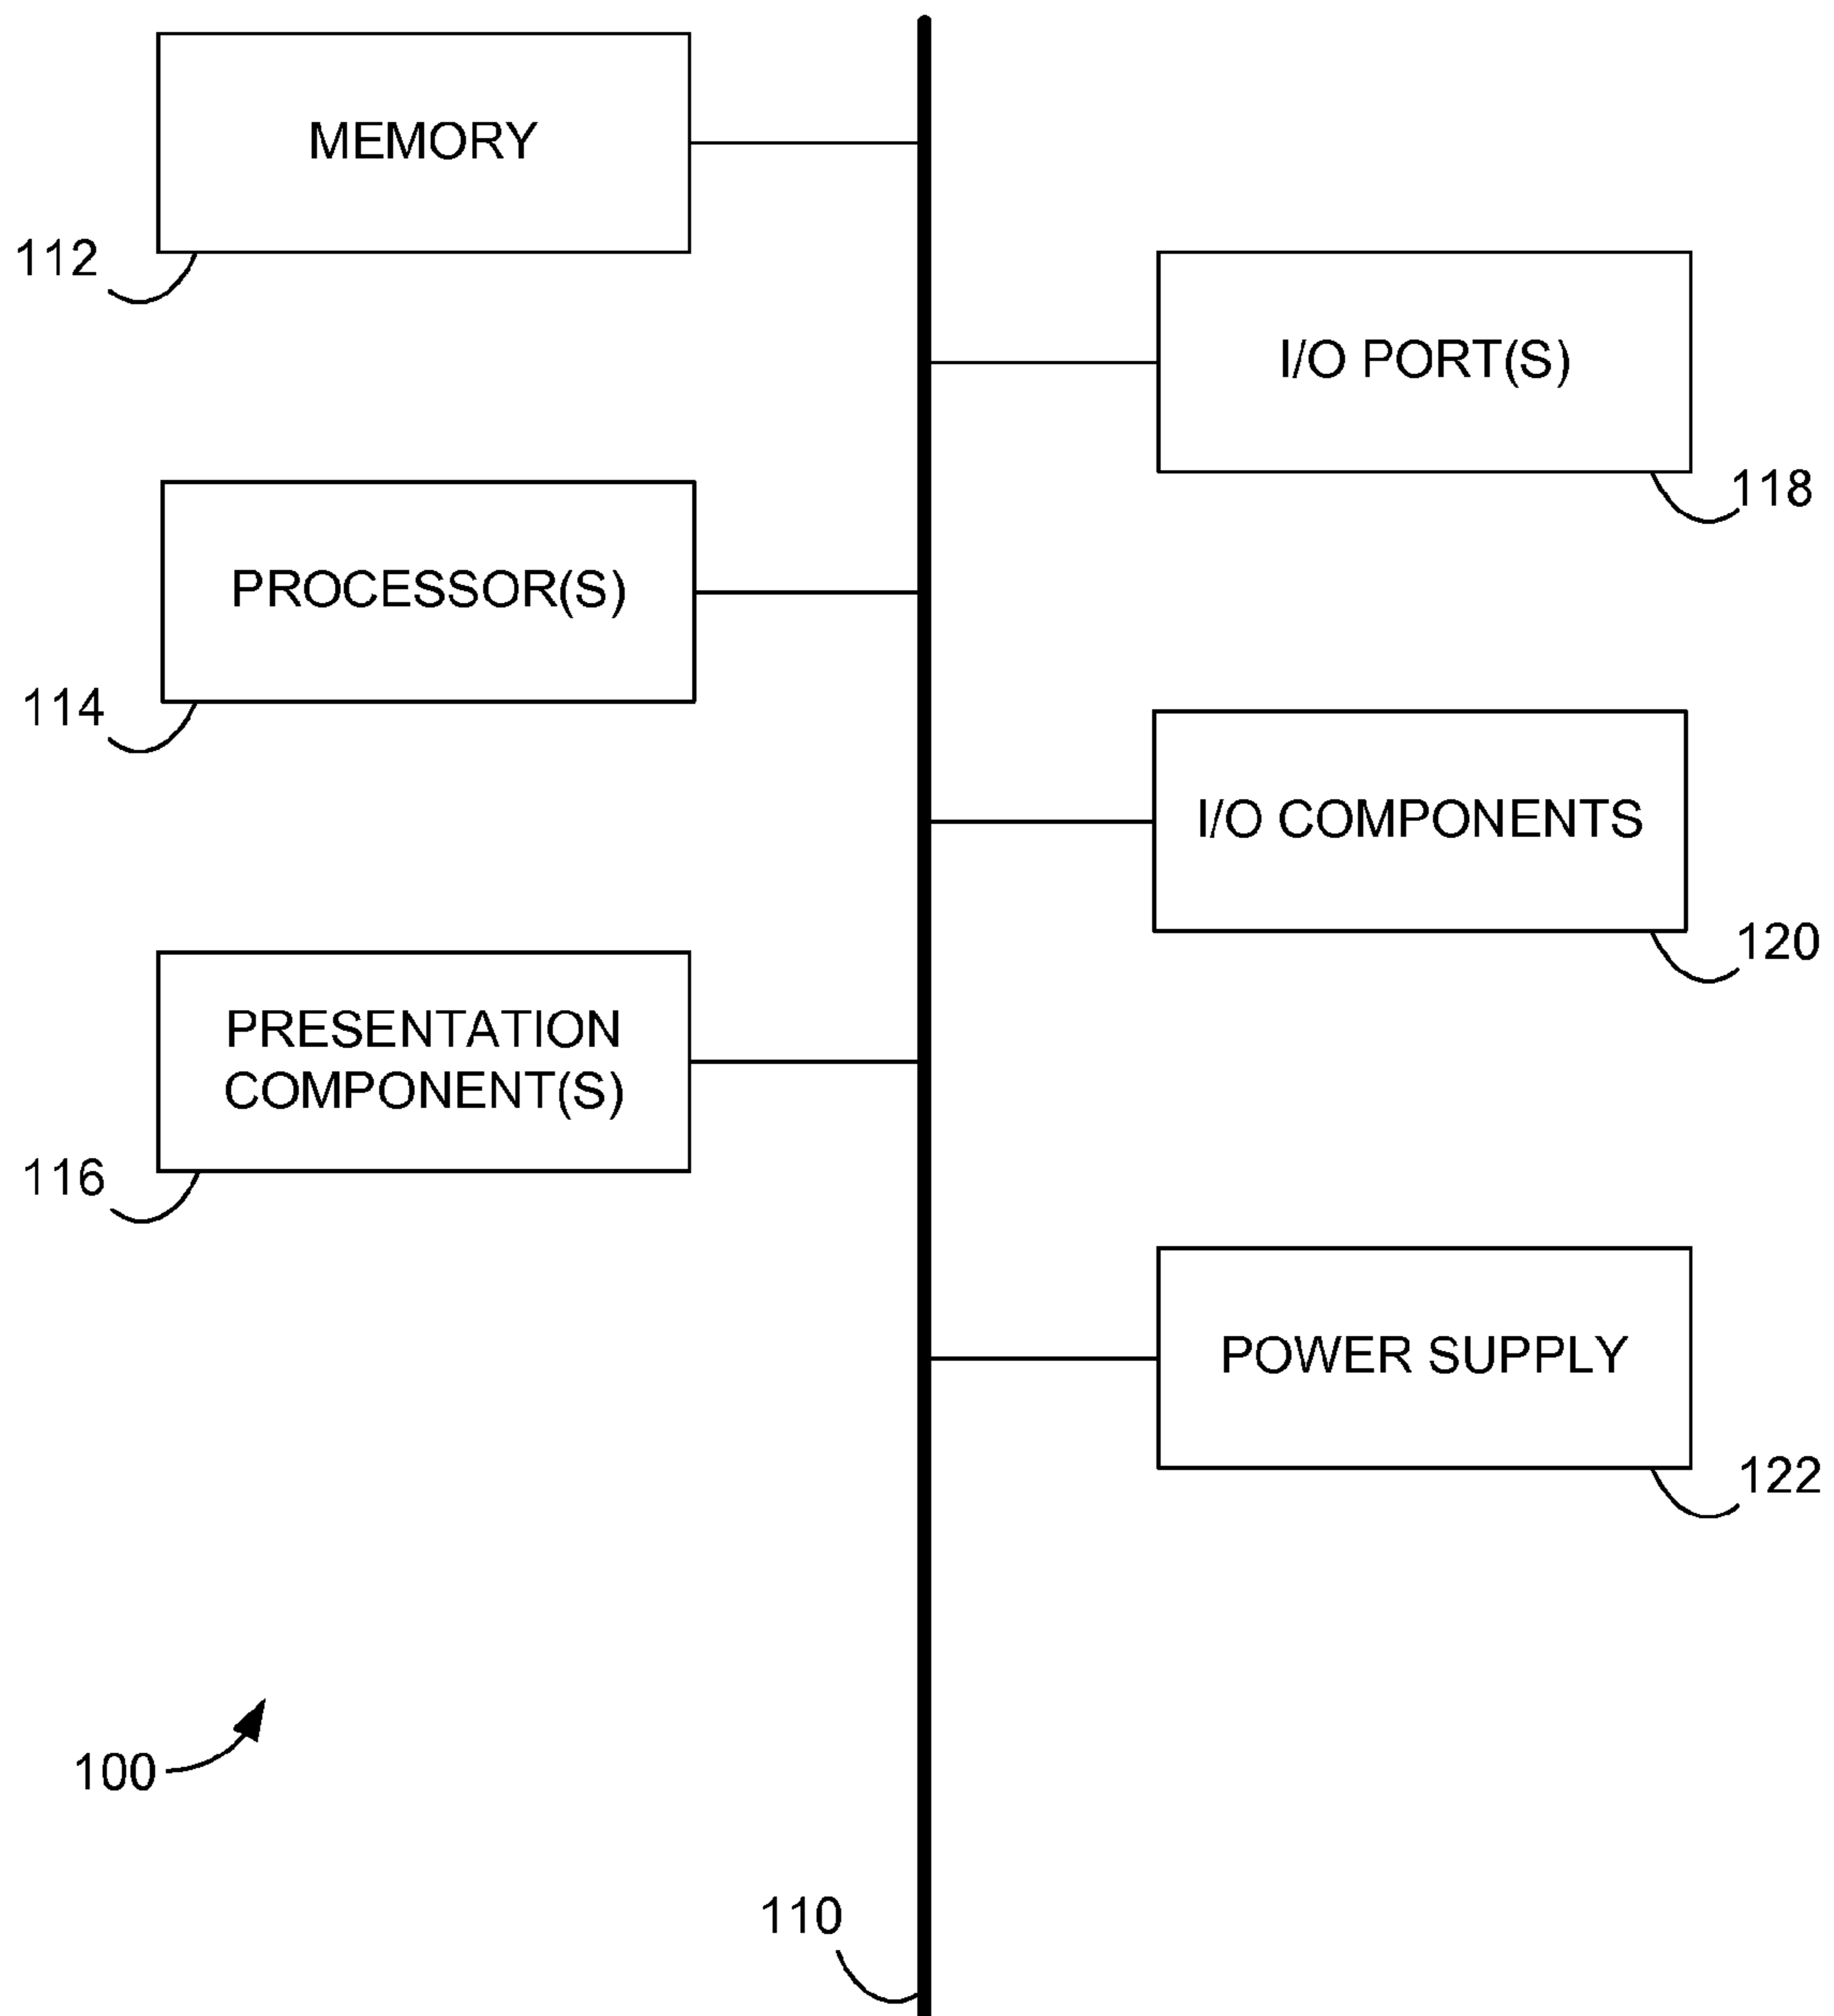 MEMORY
112
I/O PORT(S)
118
PROCESSOR(S)
114
I/O COMPONENTS
120
PRESENTATION
COMPONENT(S)
116
POWER SUPPLY
122
100
110